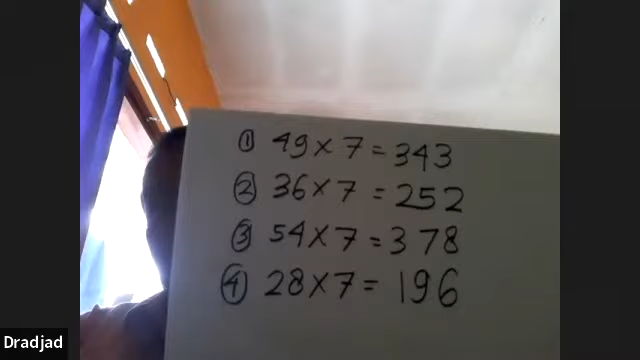 ① 49 × 7 = 343
② 36 × 7 = 252
③ 54 × 7 = 378
④ 28 × 7 = 196
Dradjad